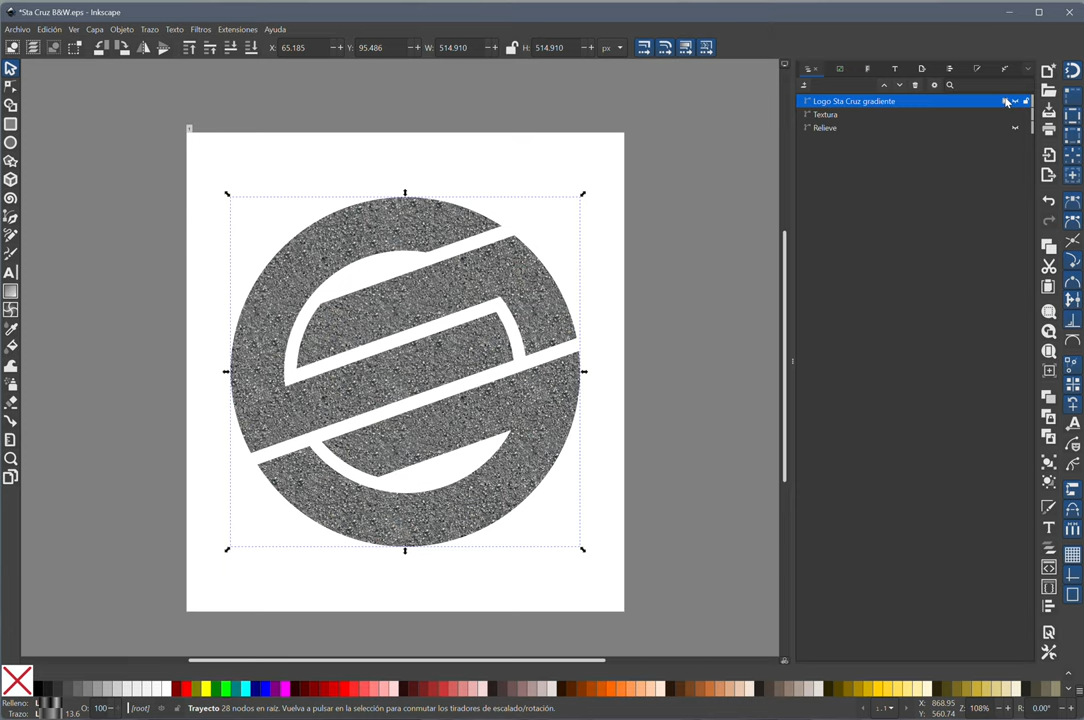 *Sta Cruz B&W.eps - Inkscape
Archivo Edición Ver Capa Objeto Trazo Texto Filtros Extensiones Ayuda
X: 65.185 Y: 95.486 W: 514.910 H: 514.910 px
Logo Sta Cruz gradiente
Textura
Relieve
Relleno: L
Trazo: L 13.6 O: 100 [root] Trayecto 28 nodos en raíz. Vuelva a pulsar en la selección para conmutar los tiradores de escalado/rotación. 1:1 X: 868.95 Y: 560.74 Z: 108% R: 0.00°